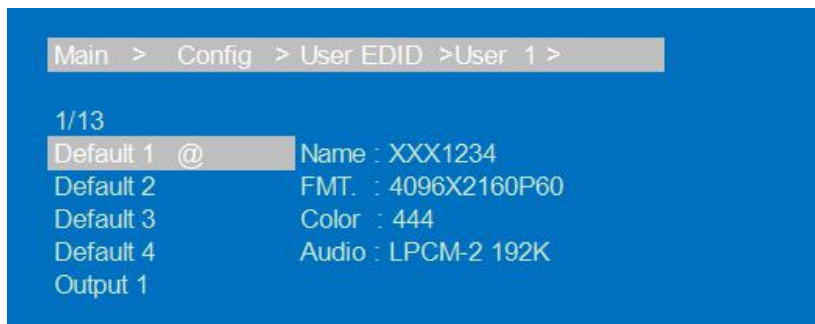 Main > Config > User EDID >User 1 >
1/13
Default 1 @ Name : XXX1234
Default 2 FMT. : 4096X2160P60
Default 3 Color : 444
Default 4 Audio : LPCM-2 192K
Output 1